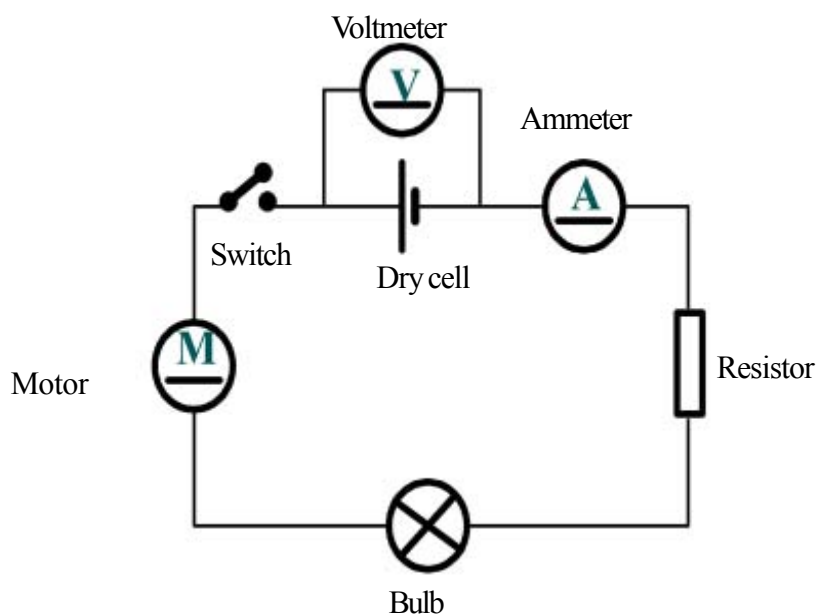 Voltmeter
V
Ammeter
A
Switch
Dry cell
M
Motor
Resistor
Bulb